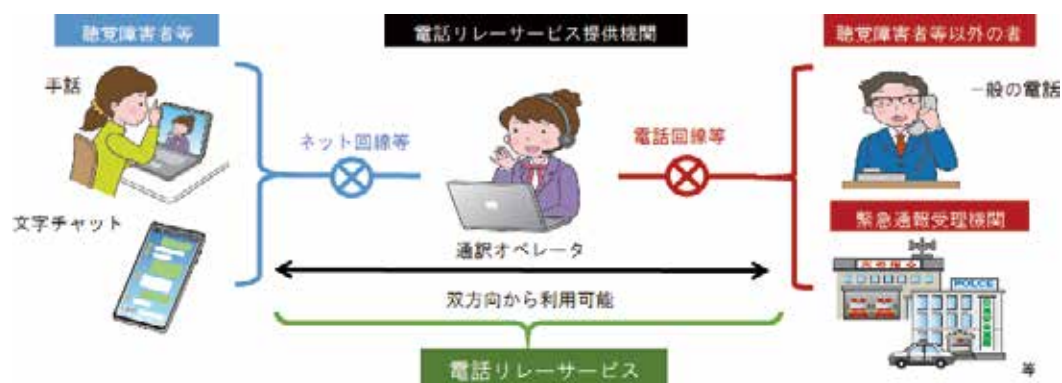 聴覚障害者等
電話リレーサービス提供機関
聴覚障害者等以外の者
手話
一般の電話
ネット回線等
電話回線等
文字チャット
通訳オペレータ
緊急通報受理機関
双方向から利用可能
POLICE
電話リレーサービス
等